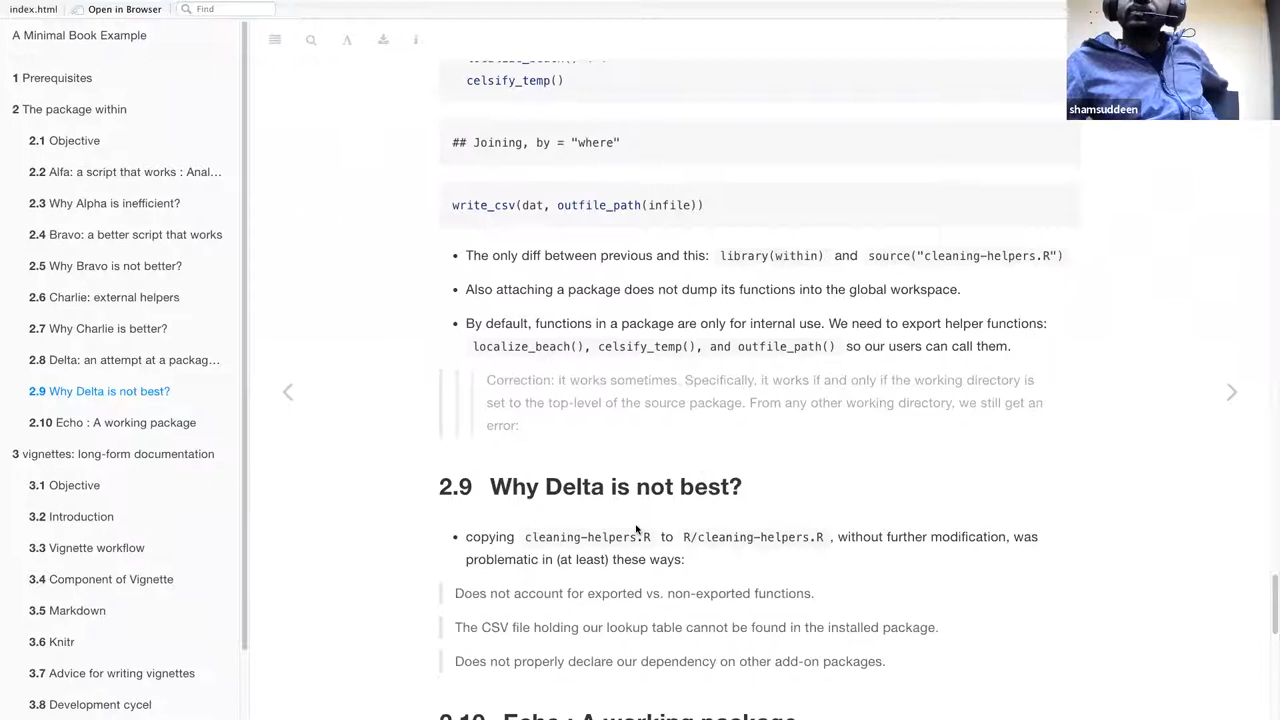 index.html
Open in Browser
Find
A Minimal Book Example
1 Prerequisites
2 The package within
2.1 Objective
2.2 Alfa: a script that works : Anal...
2.3 Why Alpha is inefficient?
2.4 Bravo: a better script that works
2.5 Why Bravo is not better?
2.6 Charlie: external helpers
2.7 Why Charlie is better?
2.8 Delta: an attempt at a packag...
2.9 Why Delta is not best?
2.10 Echo : A working package
3 vignettes: long-form documentation
3.1 Objective
3.2 Introduction
3.3 Vignette workflow
3.4 Component of Vignette
3.5 Markdown
3.6 Knitr
3.7 Advice for writing vignettes
3.8 Development cycel
celsify_temp()
## Joining, by = "where"
write_csv(dat, outfile_path(infile))
• The only diff between previous and this: library(within) and source("cleaning-helpers.R")
• Also attaching a package does not dump its functions into the global workspace.
• By default, functions in a package are only for internal use. We need to export helper functions:
localize_beach(), celsify_temp(), and outfile_path() so our users can call them.
Correction: it works sometimes. Specifically, it works if and only if the working directory is
set to the top-level of the source package. From any other working directory, we still get an
error:
2.9 Why Delta is not best?
• copying cleaning-helpers.R to R/cleaning-helpers.R , without further modification, was
problematic in (at least) these ways:
Does not account for exported vs. non-exported functions.
The CSV file holding our lookup table cannot be found in the installed package.
Does not properly declare our dependency on other add-on packages.
2.10 Echo : A working package
shamsuddeen